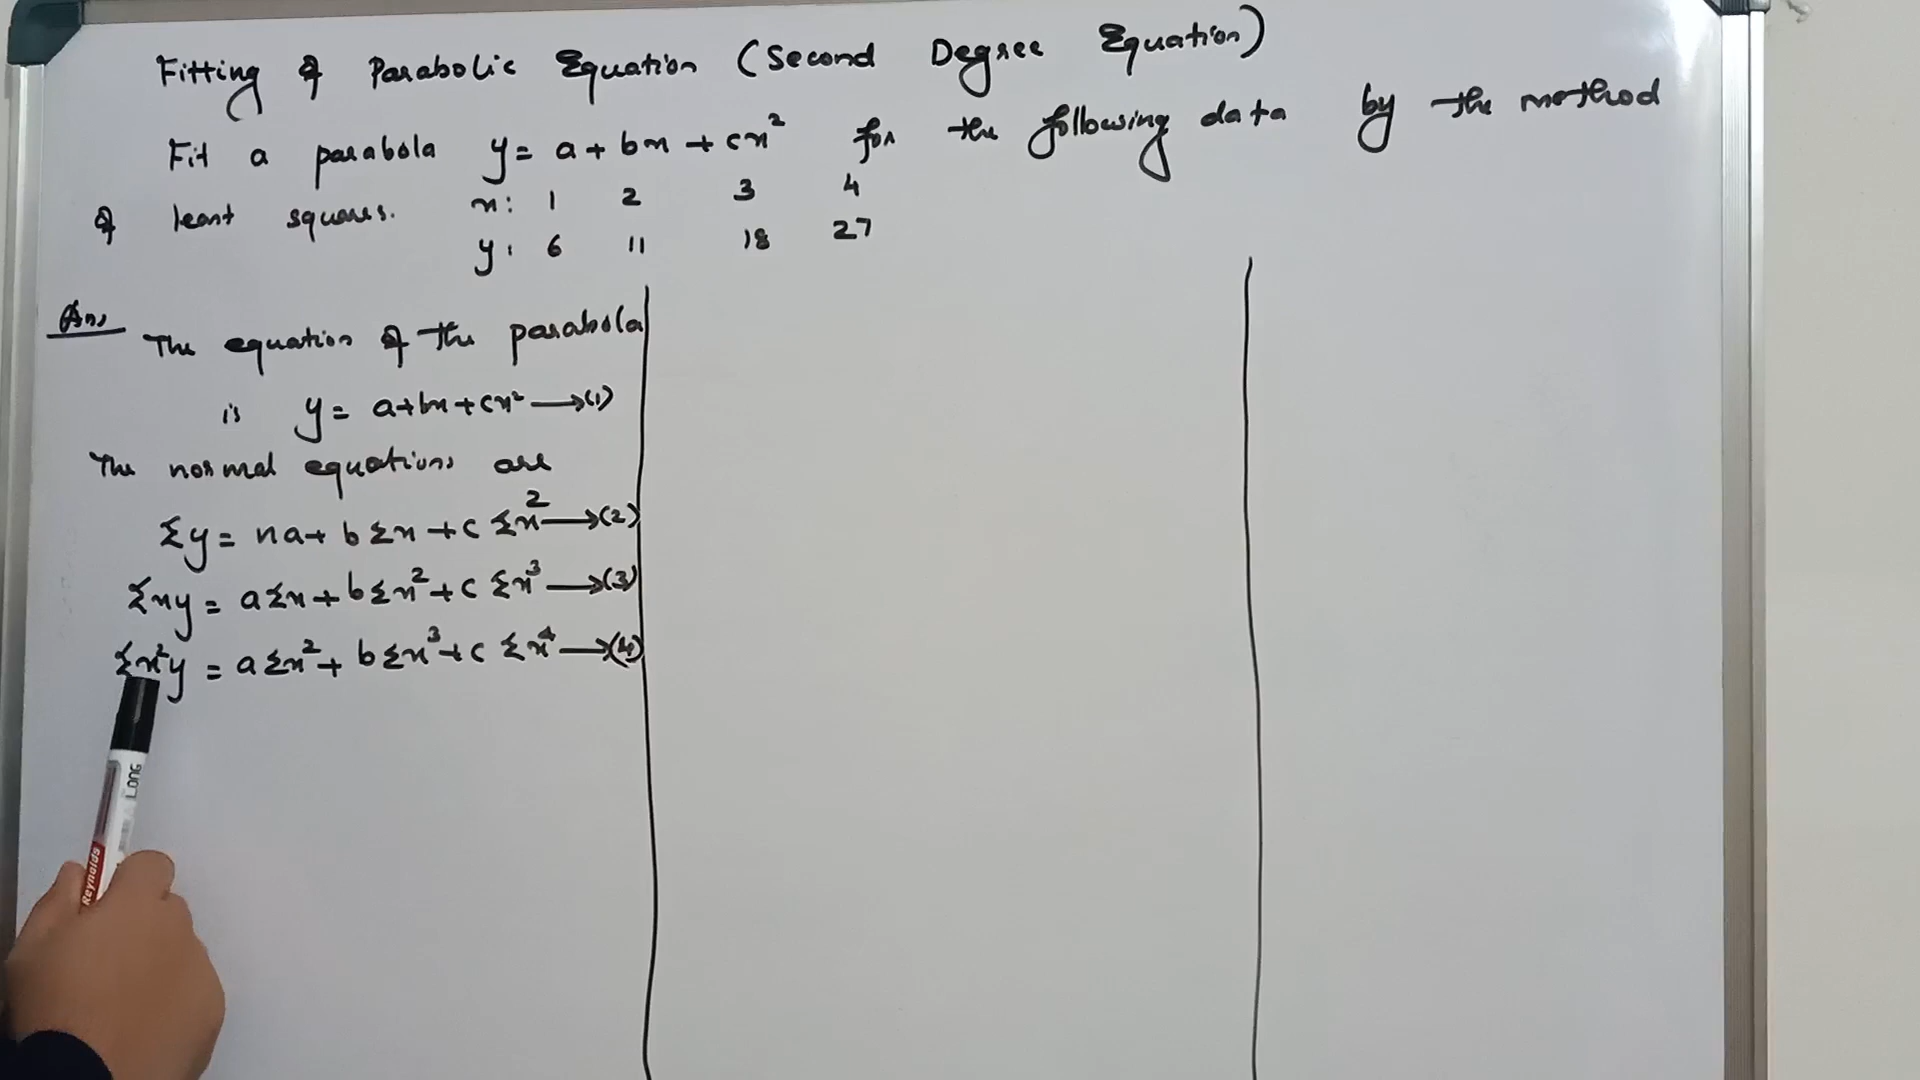 Fitting of Parabolic Equation (Second Degree Equation)
Fit a parabola y = a + bx + cx² for the following data by the method
of least squares. x: 1 2 3 4
y: 6 11 18 27
Ans
The equation of the parabola
is y = a+bx+cx² → (1)
The normal equations are
Σy = na + bΣx + cΣx² → (2)
Σxy = aΣx + bΣx² + cΣx³ → (3)
Σx²y = aΣx² + bΣx³ + cΣx⁴ → (4)
LONG
Reynolds